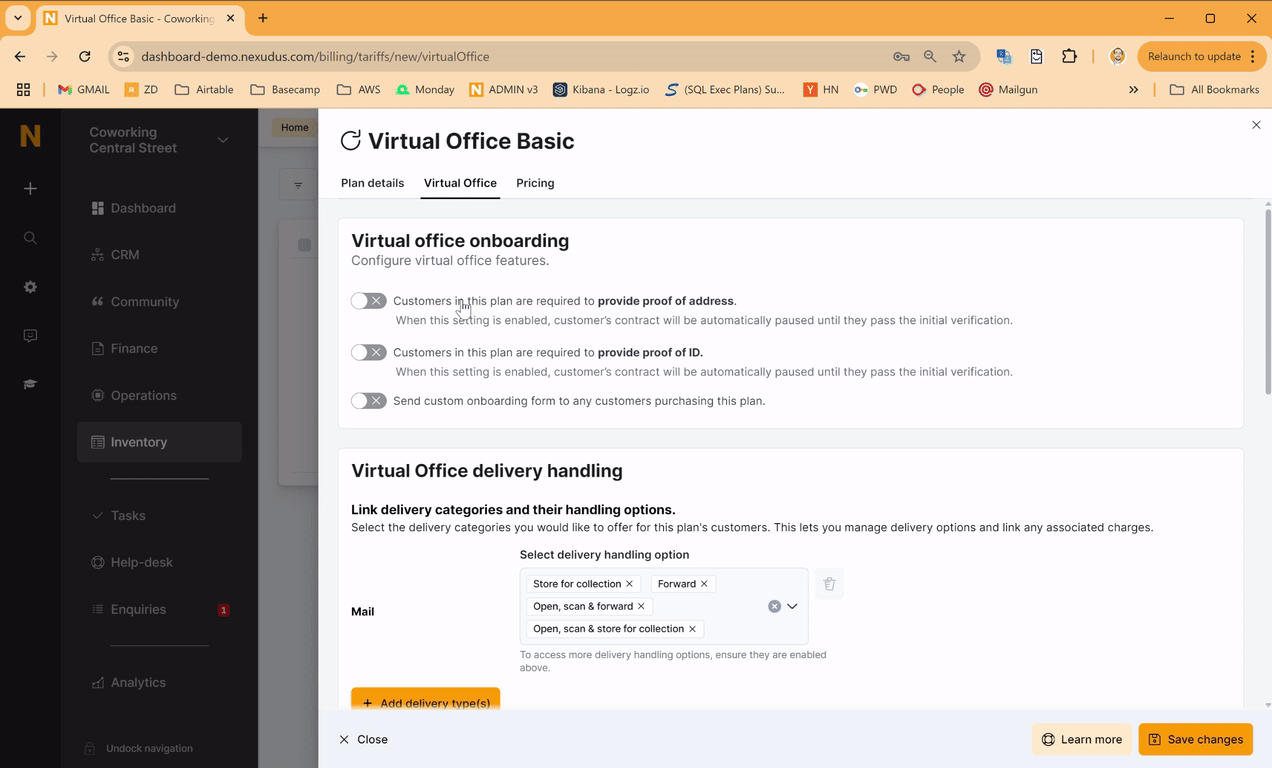 Virtual Office Basic - Coworking
dashboard-demo.nexudus.com/billing/tariffs/new/virtualOffice
Relaunch to update
GMAIL
ZD
Airtable
Basecamp
AWS
Monday
ADMIN v3
Kibana - Logz.io
(SQL Exec Plans) Su...
HN
PWD
People
Mailgun
All Bookmarks
Coworking
Central Street
Dashboard
CRM
Community
Finance
Operations
Inventory
Tasks
Help-desk
Enquiries
1
Analytics
Undock navigation
Home
Virtual Office Basic
Plan details
Virtual Office
Pricing
Virtual office onboarding
Configure virtual office features.
Customers in this plan are required to provide proof of address.
When this setting is enabled, customer's contract will be automatically paused until they pass the initial verification.
Customers in this plan are required to provide proof of ID.
When this setting is enabled, customer's contract will be automatically paused until they pass the initial verification.
Send custom onboarding form to any customers purchasing this plan.
Virtual Office delivery handling
Link delivery categories and their handling options.
Select the delivery categories you would like to offer for this plan's customers. This lets you manage delivery options and link any associated charges.
Select delivery handling option
Mail
Store for collection
Forward
Open, scan & forward
Open, scan & store for collection
To access more delivery handling options, ensure they are enabled
above.
+ Add delivery type(s)
Close
Learn more
Save changes